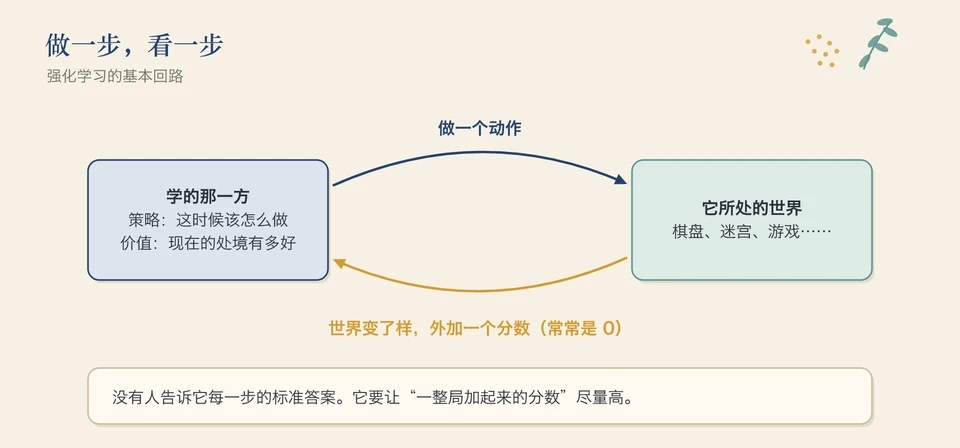 做一步，看一步
强化学习的基本回路
做一个动作
学的那一方
策略：这时候该怎么做
价值：现在的处境有多好
它所处的世界
棋盘、迷宫、游戏……
世界变了样，外加一个分数（常常是 0）
没有人告诉它每一步的标准答案。它要让“一整局加起来的分数”尽量高。